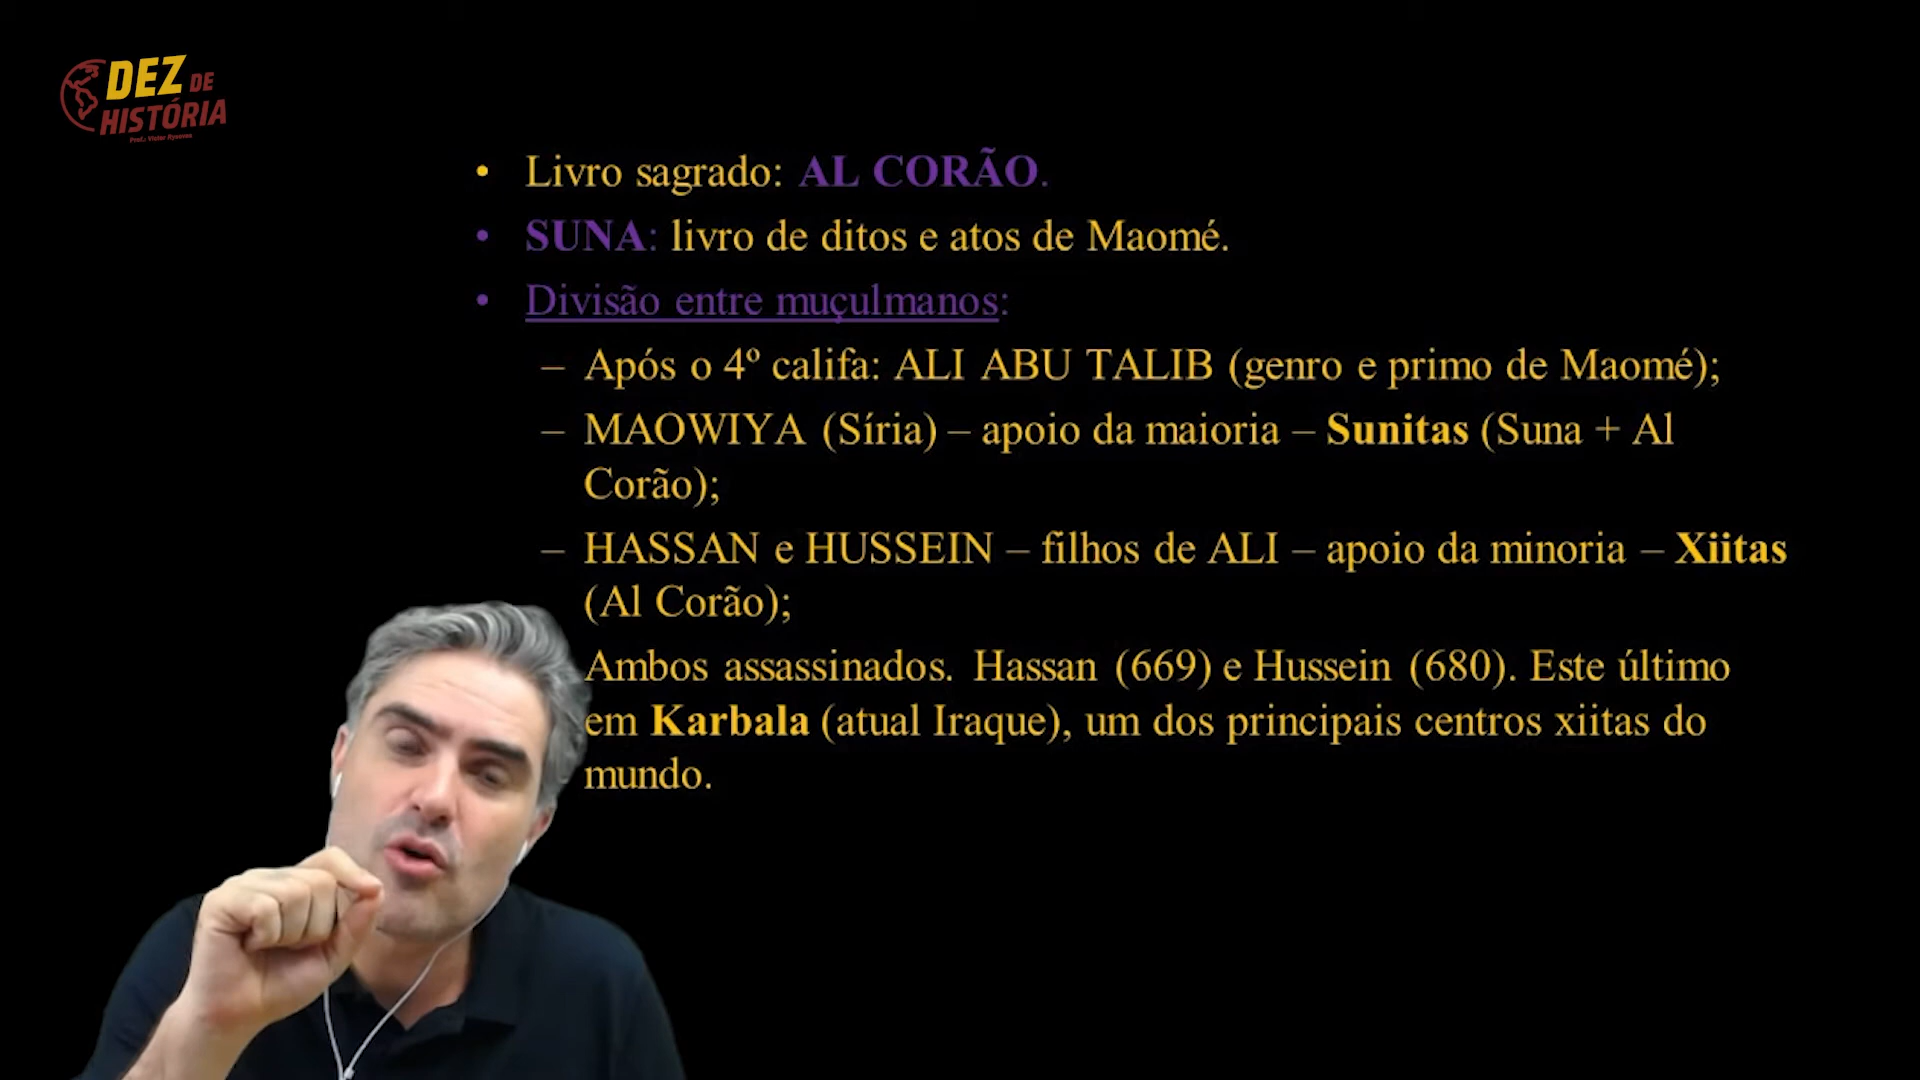 DEZ DE
HISTÓRIA
• Livro sagrado: AL CORÃO.
• SUNA: livro de ditos e atos de Maomé.
• Divisão entre muçulmanos:
– Após o 4º califa: ALI ABU TALIB (genro e primo de Maomé);
– MAOWIYA (Síria) – apoio da maioria – Sunitas (Suna + Al
Corão);
– HASSAN e HUSSEIN – filhos de ALI – apoio da minoria – Xiitas
(Al Corão);
Ambos assassinados. Hassan (669) e Hussein (680). Este último
em Karbala (atual Iraque), um dos principais centros xiitas do
mundo.